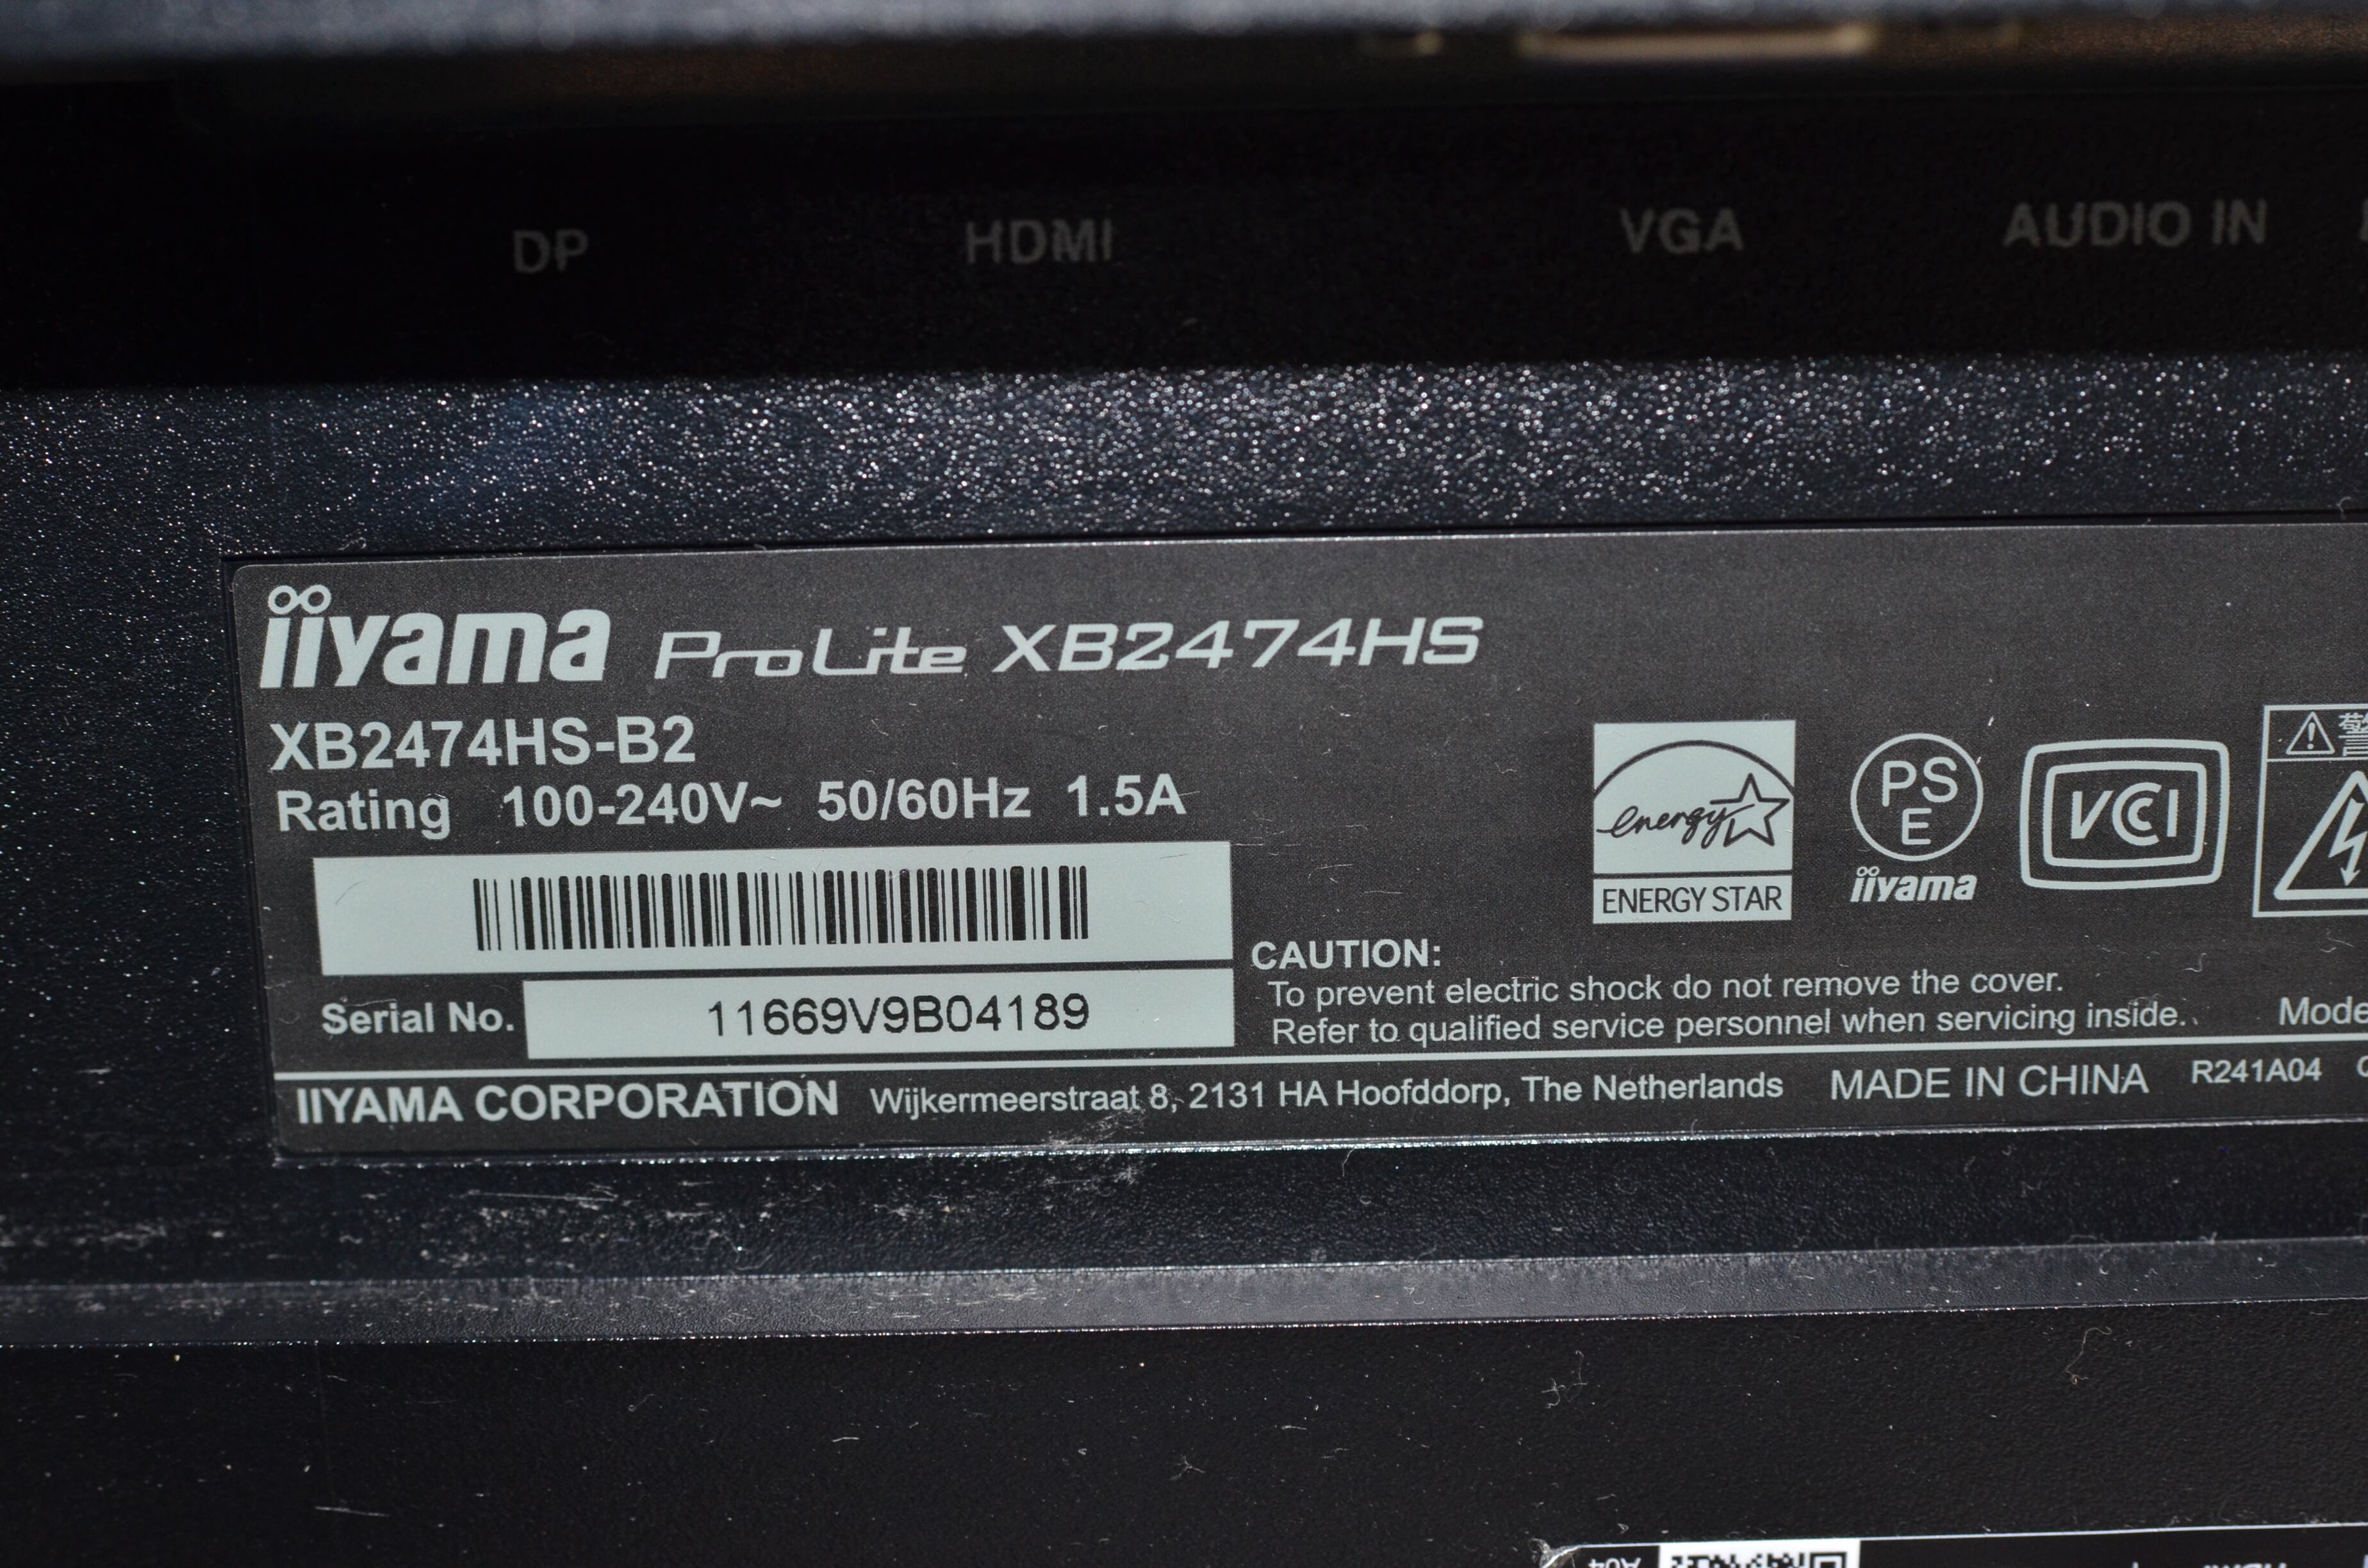 DP HDMI VGA AUDIO IN
iiyama ProLite XB2474HS
XB2474HS-B2
Rating 100-240V~ 50/60Hz 1.5A
energy
ENERGY STAR
PS
E
iiyama
VCCI
Serial No. 11669V9B04189
CAUTION:
To prevent electric shock do not remove the cover.
Refer to qualified service personnel when servicing inside.
IIYAMA CORPORATION Wijkermeerstraat 8, 2131 HA Hoofddorp, The Netherlands MADE IN CHINA R241A04
A04